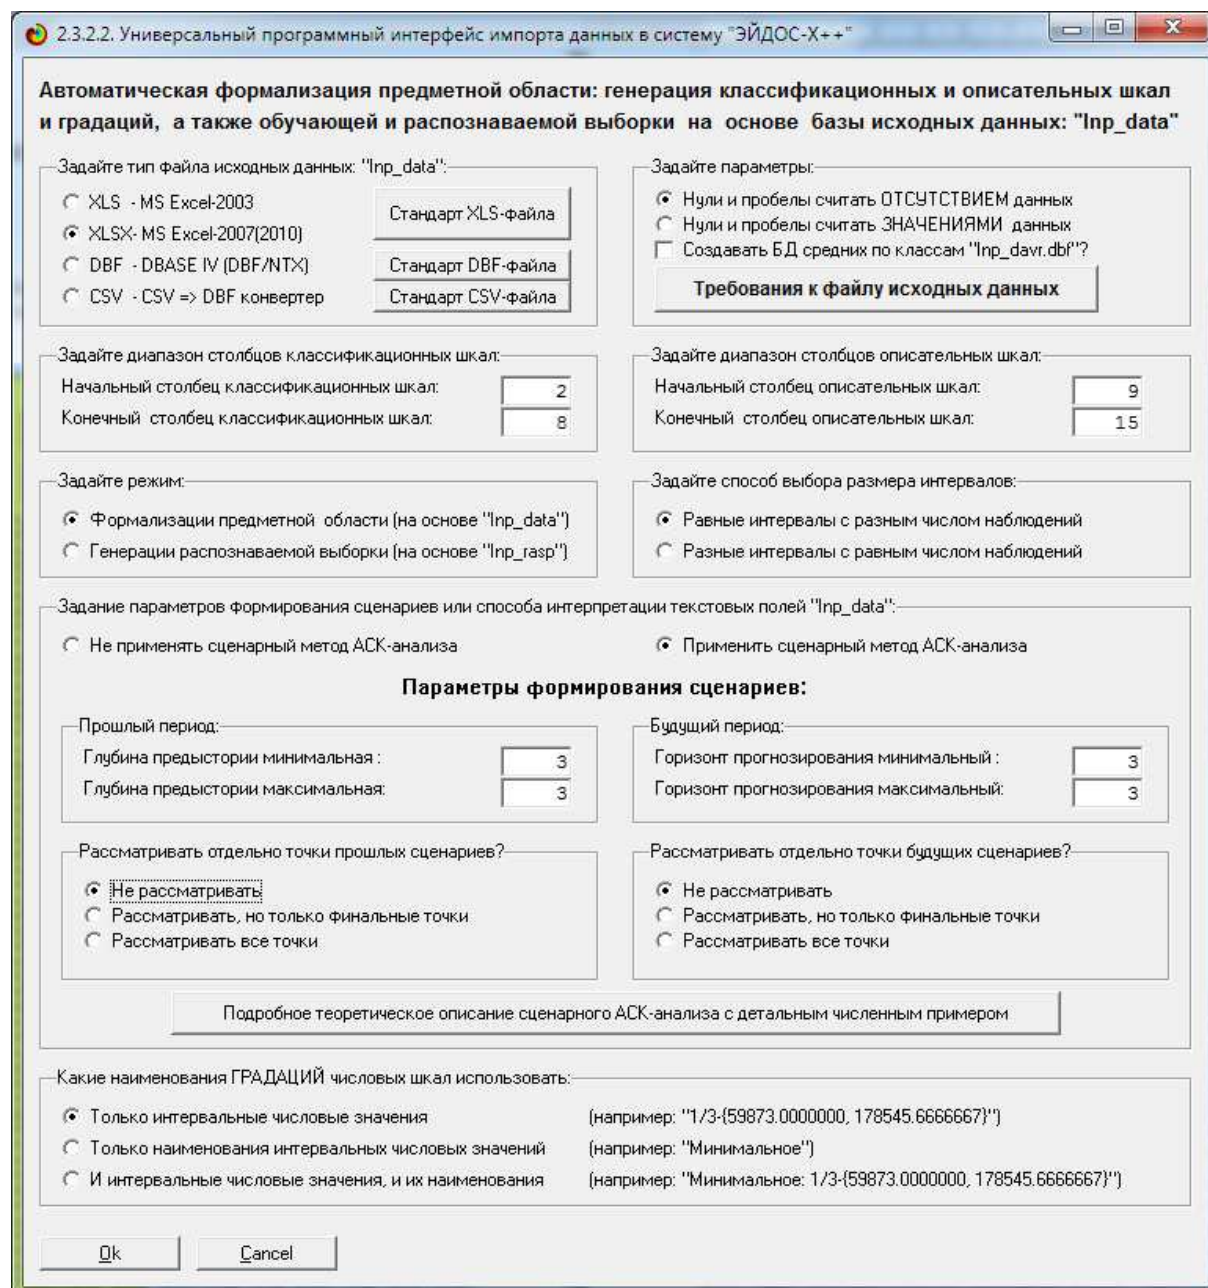 2.3.2.2. Универсальный программный интерфейс импорта данных в систему "ЭЙДОС-X++"
Автоматическая формализация предметной области: генерация классификационных и описательных шкал
и градаций, а также обучающей и распознаваемой выборки на основе базы исходных данных: "Inp_data"
Задайте тип файла исходных данных: "Inp_data":
XLS - MS Excel-2003
XLSX- MS Excel-2007(2010)
DBF - DBASE IV (DBF/NTX)
CSV - CSV => DBF конвертер
Стандарт XLS-файла
Стандарт DBF-файла
Стандарт CSV-файла
Задайте параметры:
Нули и пробелы считать ОТСУТСТВИЕМ данных
Нули и пробелы считать ЗНАЧЕНИЯМИ данных
Создавать БД средних по классам "Inp_davr.dbf"?
Требования к файлу исходных данных
Задайте диапазон столбцов классификационных шкал:
Начальный столбец классификационных шкал: 2
Конечный столбец классификационных шкал: 8
Задайте диапазон столбцов описательных шкал:
Начальный столбец описательных шкал: 9
Конечный столбец описательных шкал: 15
Задайте режим:
Формализации предметной области (на основе "Inp_data")
Генерации распознаваемой выборки (на основе "Inp_rasp")
Задайте способ выбора размера интервалов:
Равные интервалы с разным числом наблюдений
Разные интервалы с равным числом наблюдений
Задание параметров формирования сценариев или способа интерпретации текстовых полей "Inp_data":
Не применять сценарный метод АСК-анализа
Применить сценарный метод АСК-анализа
Параметры формирования сценариев:
Прошлый период:
Глубина предыстории минимальная : 3
Глубина предыстории максимальная: 3
Будущий период:
Горизонт прогнозирования минимальный : 3
Горизонт прогнозирования максимальный: 3
Рассматривать отдельно точки прошлых сценариев?
Не рассматривать
Рассматривать, но только финальные точки
Рассматривать все точки
Рассматривать отдельно точки будущих сценариев?
Не рассматривать
Рассматривать, но только финальные точки
Рассматривать все точки
Подробное теоретическое описание сценарного АСК-анализа с детальным численным примером
Какие наименования ГРАДАЦИЙ числовых шкал использовать:
Только интервальные числовые значения (например: "1/3-{59873.0000000, 178545.6666667}")
Только наименования интервальных числовых значений (например: "Минимальное")
И интервальные числовые значения, и их наименования (например: "Минимальное: 1/3-{59873.0000000, 178545.6666667}")
Ok
Cancel